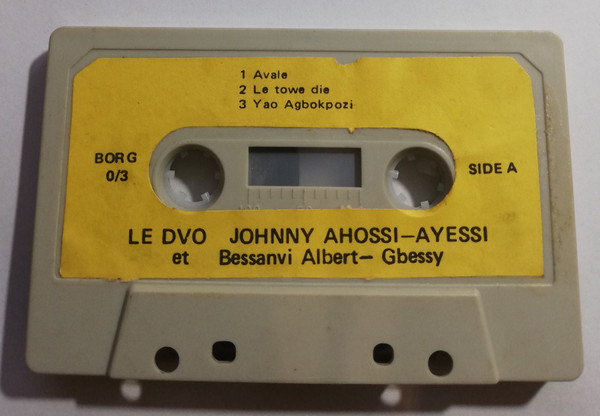 1 Avale
2 Le towe die
3 Yao Agbokpozi
BORG
0/3
SIDE A
LE DVO JOHNNY AHOSSI-AYESSI
et Bessanvi Albert- Gbessy